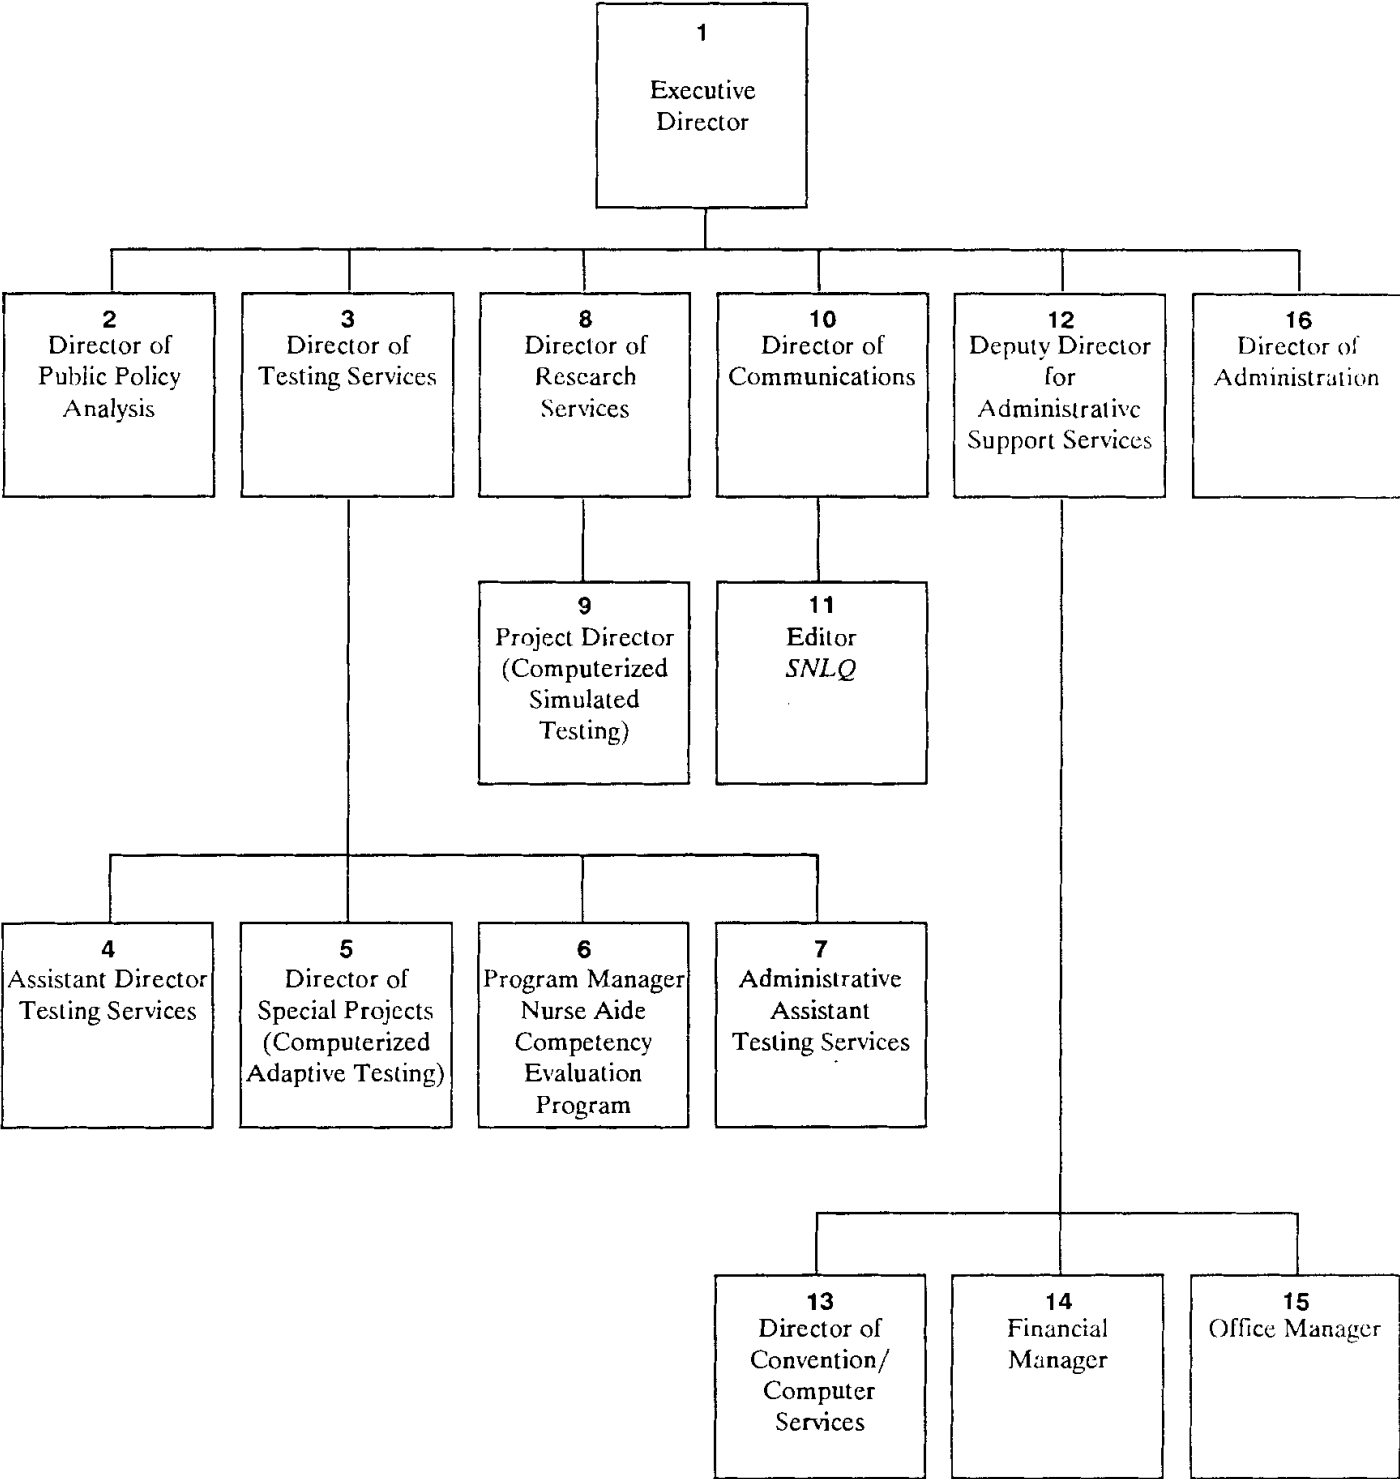 1
Executive
Director
2
Director of
Public Policy
Analysis
3
Director of
Testing Services
8
Director of
Research
Services
10
Director of
Communications
12
Deputy Director
for
Administrative
Support Services
16
Director of
Administration
9
Project Director
(Computerized
Simulated
Testing)
11
Editor
SNLQ
4
Assistant Director
Testing Services
5
Director of
Special Projects
(Computerized
Adaptive Testing)
6
Program Manager
Nurse Aide
Competency
Evaluation
Program
7
Administrative
Assistant
Testing Services
13
Director of
Convention/
Computer
Services
14
Financial
Manager
15
Office Manager